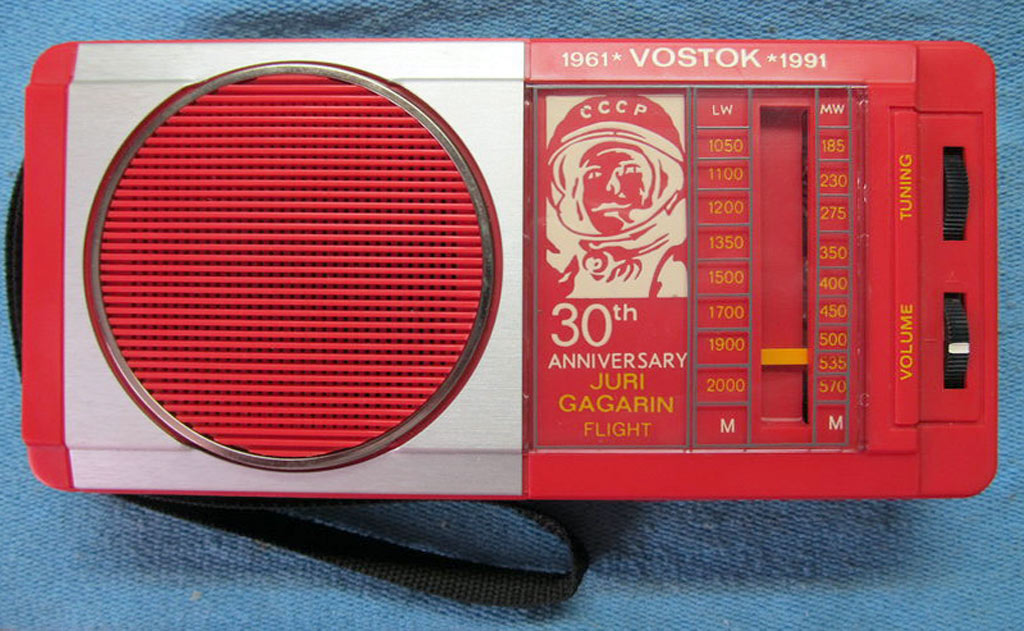 1961* VOSTOK *1991
СССР
30th
ANNIVERSARY
JURI
GAGARIN
FLIGHT
LW
1050
1100
1200
1350
1500
1700
1900
2000
M
MW
185
230
275
350
400
450
500
535
570
M
TUNING
VOLUME